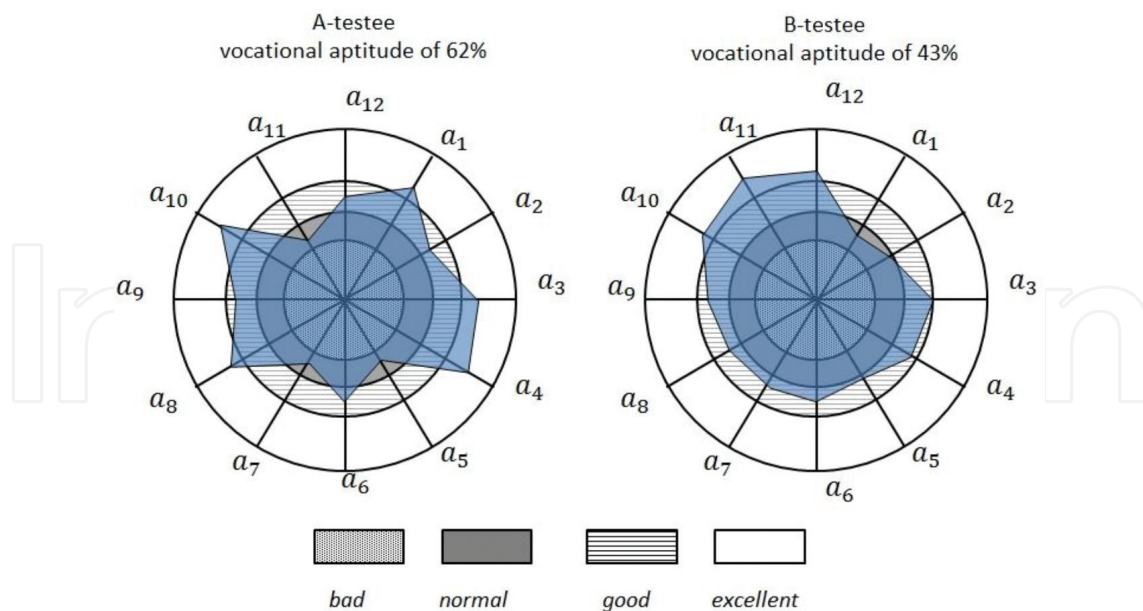 A-testee
vocational aptitude of 62%
B-testee
vocational aptitude of 43%
a₁₂
a₁₁
a₁
a₁₀
a₂
a₉
a₃
a₈
a₄
a₇
a₅
a₆
a₁₂
a₁₁
a₁
a₁₀
a₂
a₉
a₃
a₈
a₄
a₇
a₅
a₆
bad
normal
good
excellent